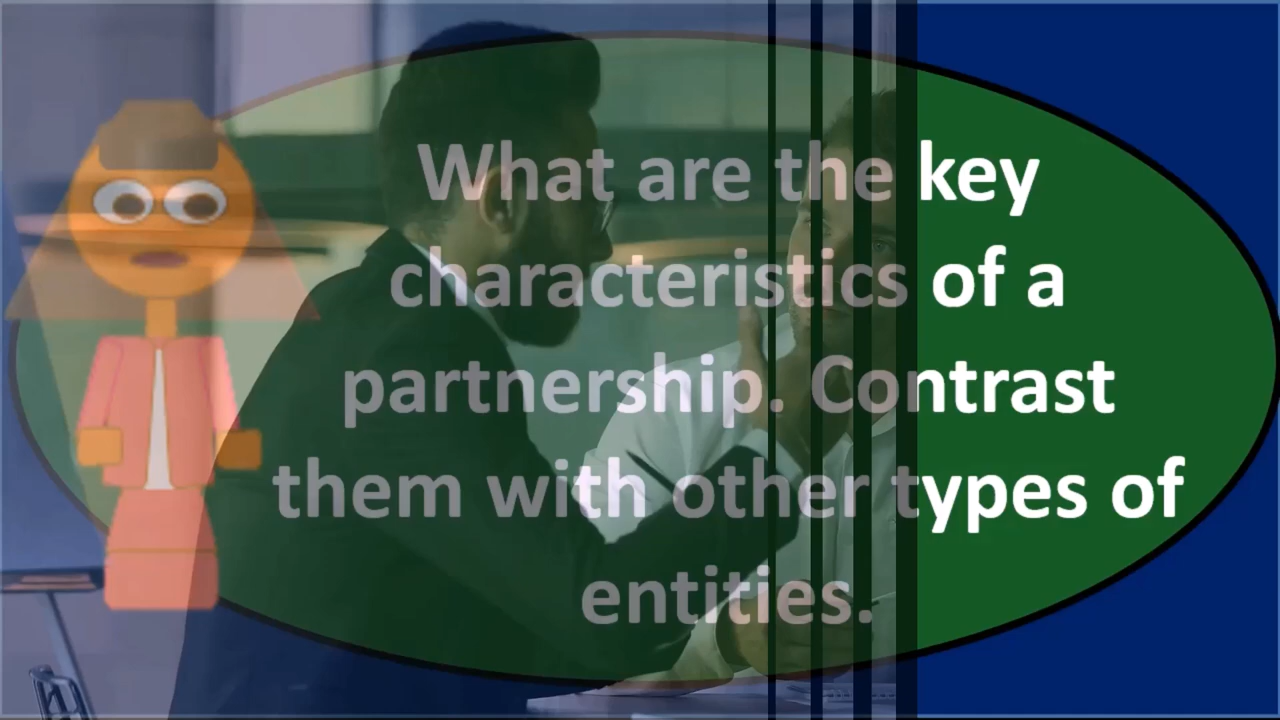 What are the key
characteristics of a
partnership. Contrast
them with other types of
entities.